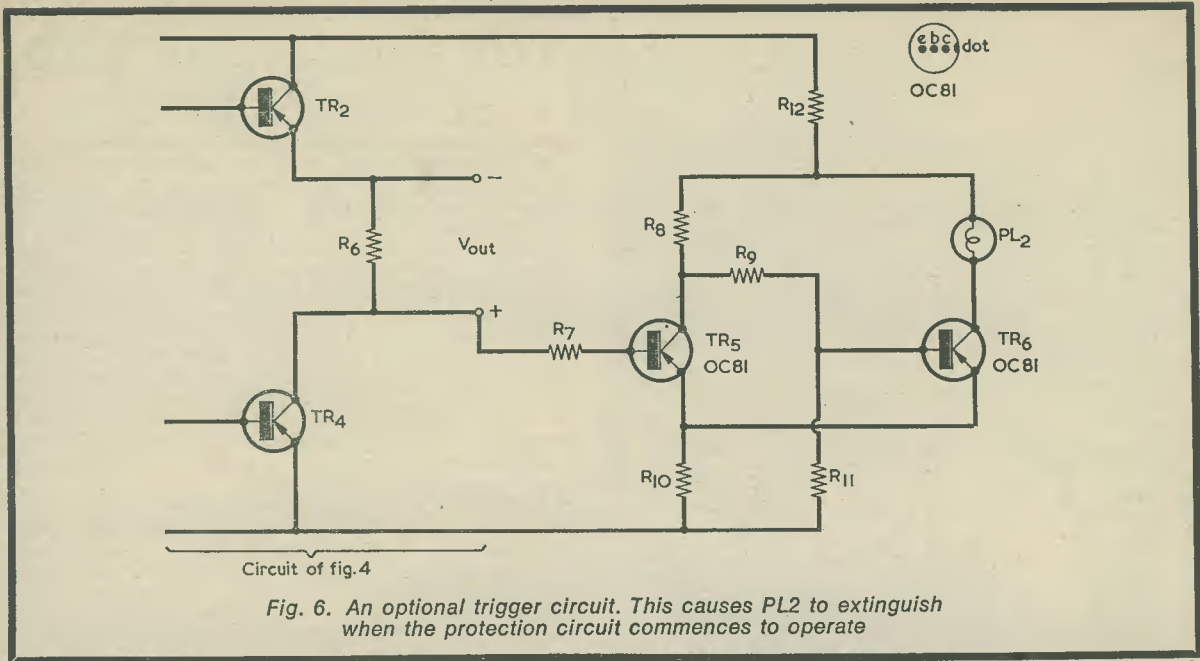 e b c dot
OC81
TR2
R12
−
R6
Vout
R8
PL2
R9
+
R7
TR5
OC81
TR6
OC81
TR4
R10
R11
Circuit of fig.4
Fig. 6. An optional trigger circuit. This causes PL2 to extinguish
when the protection circuit commences to operate